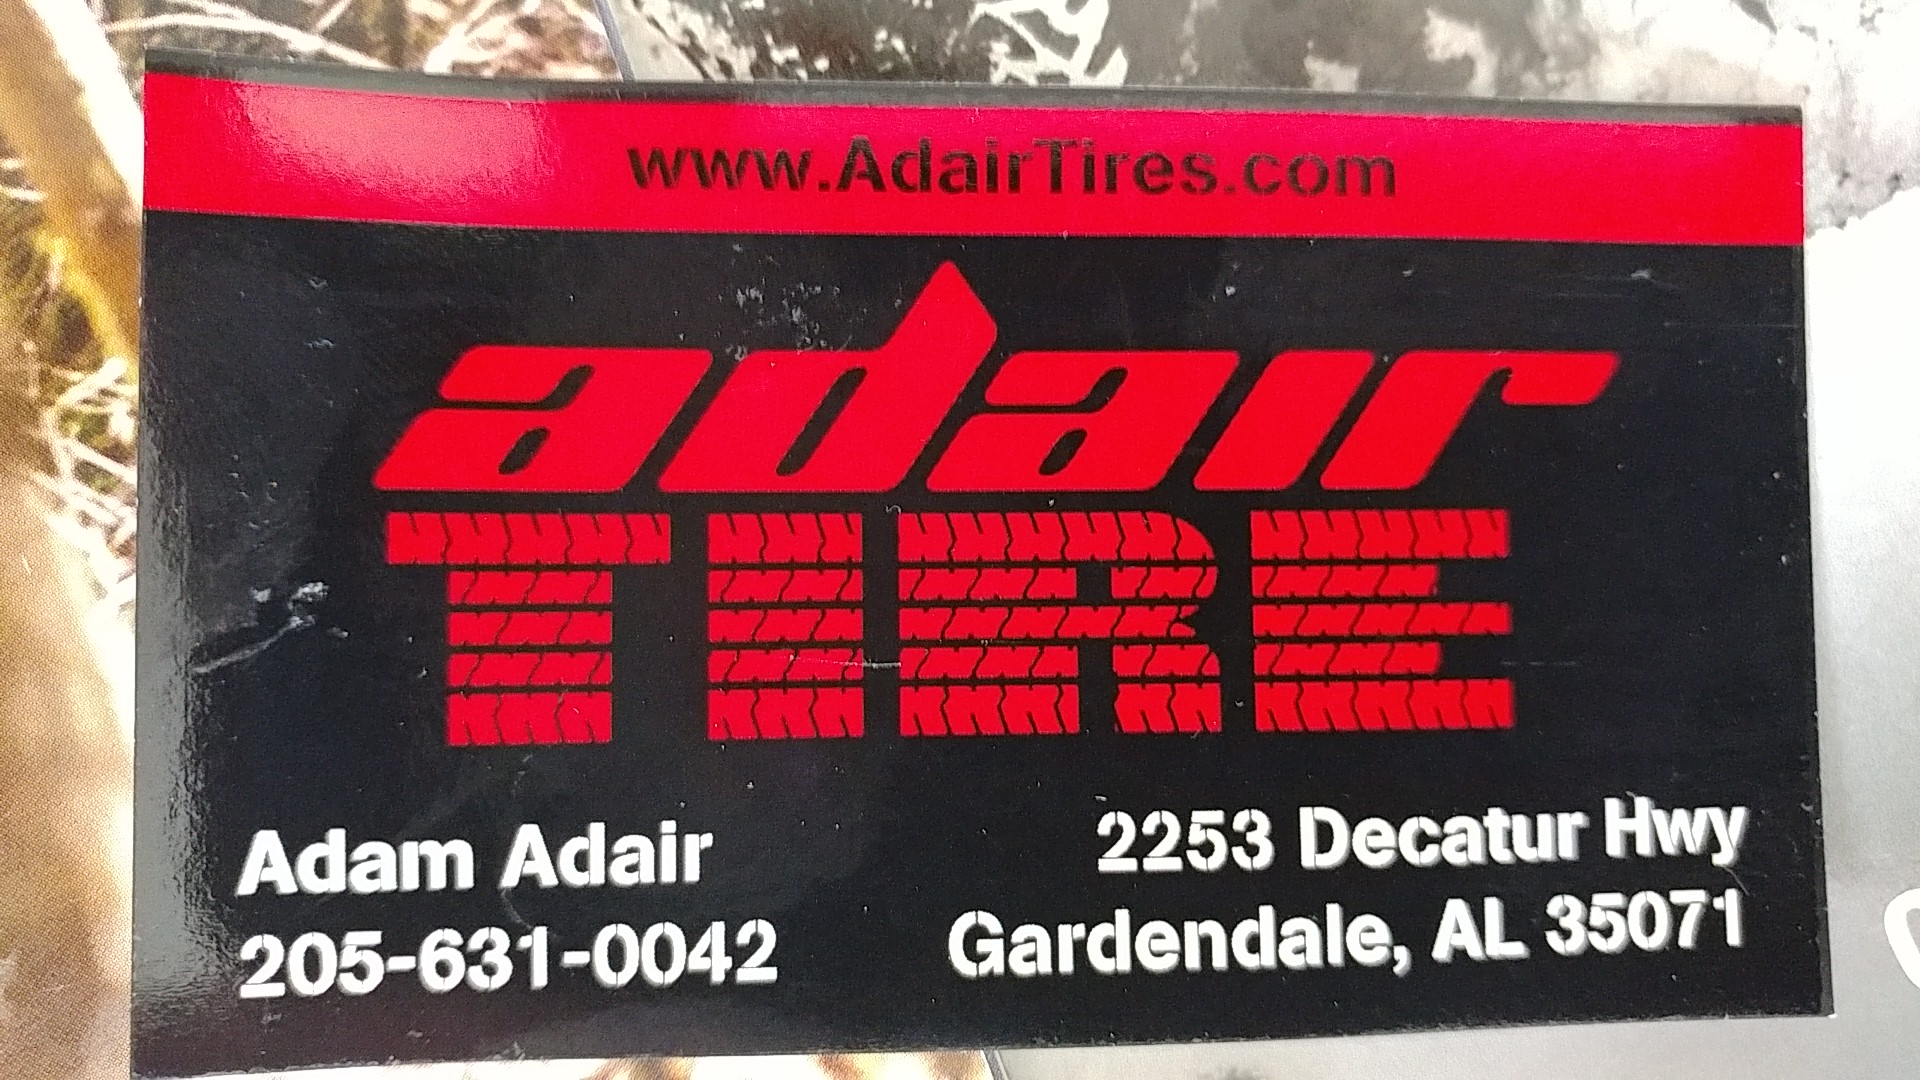 www.AdairTires.com
adair
TIRE
Adam Adair
205-631-0042
2253 Decatur Hwy
Gardendale, AL 35071